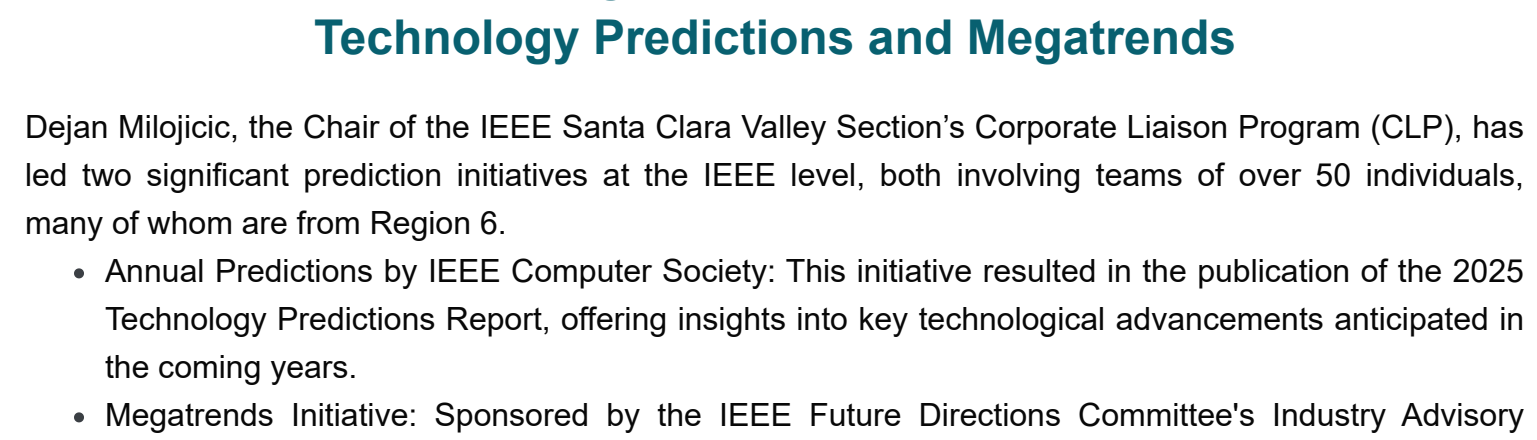 Technology Predictions and Megatrends
Dejan Milojicic, the Chair of the IEEE Santa Clara Valley Section’s Corporate Liaison Program (CLP), has
led two significant prediction initiatives at the IEEE level, both involving teams of over 50 individuals,
many of whom are from Region 6.
• Annual Predictions by IEEE Computer Society: This initiative resulted in the publication of the 2025
Technology Predictions Report, offering insights into key technological advancements anticipated in
the coming years.
• Megatrends Initiative: Sponsored by the IEEE Future Directions Committee's Industry Advisory